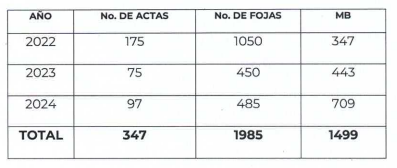 AÑO No. DE ACTAS No. DE FOJAS MB
2022 175 1050 347
2023 75 450 443
2024 97 485 709
TOTAL 347 1985 1499